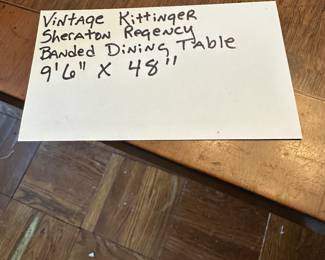 Vintage Kittinger
Sheraton Regency
Banded Dining Table
9'6" x 48"